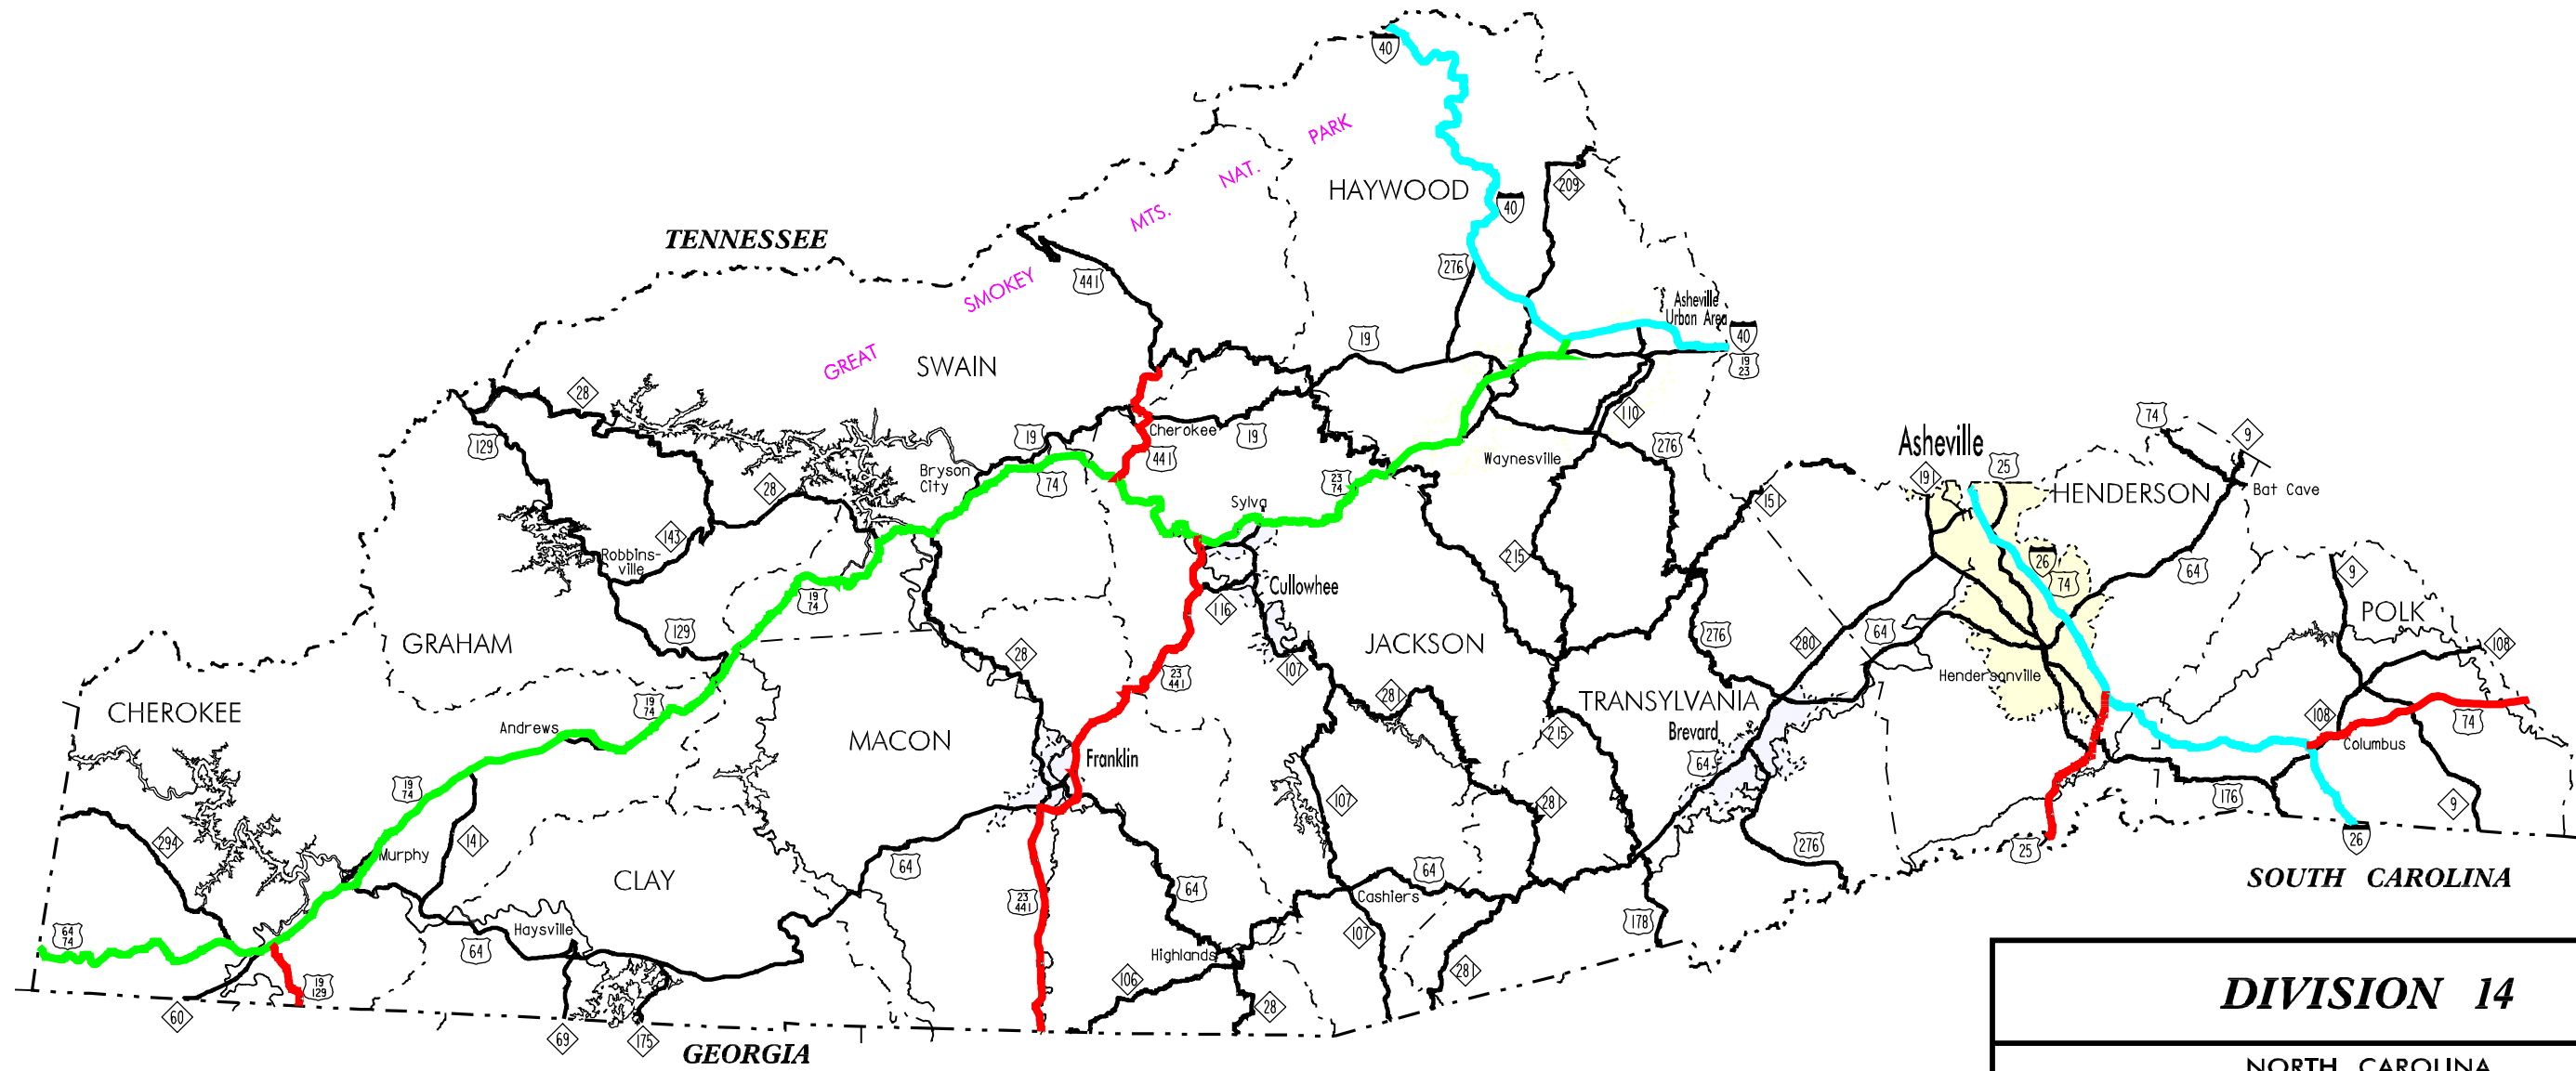 40
PARK
NAT.
HAYWOOD
209
40
MTS.
TENNESSEE
276
441
SMOKEY
Asheville
Urban Area
40
19
23
19
GREAT
SWAIN
28
110
129
19
Cherokee
19
441
276
74
9
Asheville
25
191
Waynesville
Bryson
City
74
23
74
28
HENDERSON
Bat Cave
151
Sylva
143
Robbins-
ville
215
26
74
64
9
Cullowhee
19
74
116
POLK
129
GRAHAM
28
JACKSON
276
280
64
108
107
23
441
28
Hendersonville
TRANSYLVANIA
CHEROKEE
19
74
Andrews
MACON
Brevard
215
108
74
Columbus
Franklin
64
19
74
107
28
176
9
294
141
Murphy
64
276
25
26
CLAY
64
64
SOUTH CAROLINA
23
441
Cashiers
178
64
74
Haysville
64
107
Highlands
106
281
19
129
28
60
69
175
GEORGIA
DIVISION 14
NORTH CAROLINA